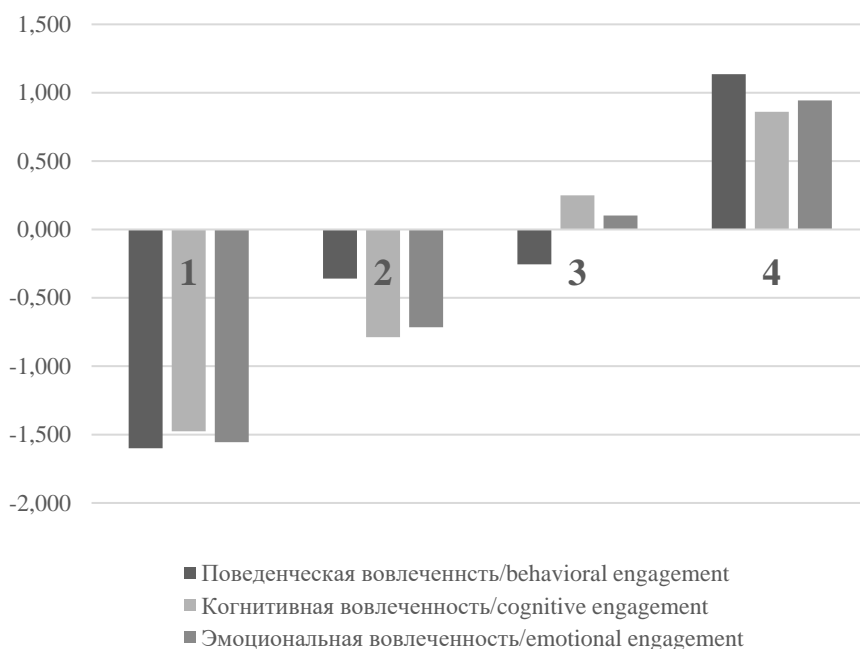 1,500
1,000
0,500
0,000
1 2 3 4
-0,500
-1,000
-1,500
-2,000
Поведенческая вовлеченнсть/behavioral engagement
Когнитивная вовлеченность/cognitive engagement
Эмоциональная вовлеченность/emotional engagement